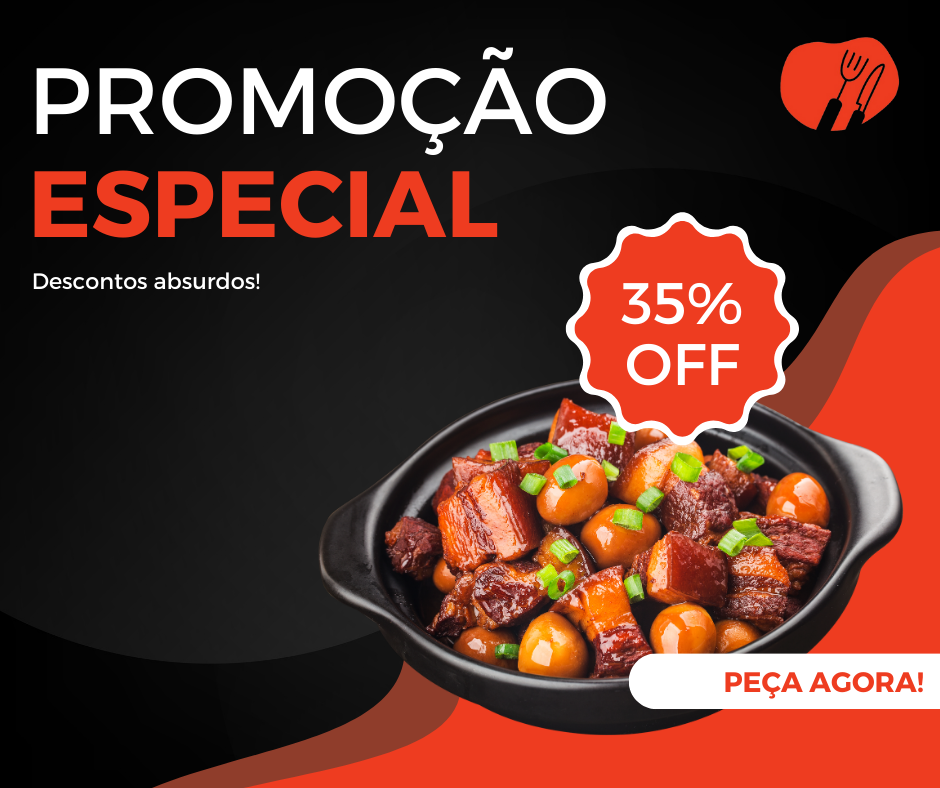 PROMOÇÃO
ESPECIAL
Descontos absurdos!
35%
OFF
PEÇA AGORA!